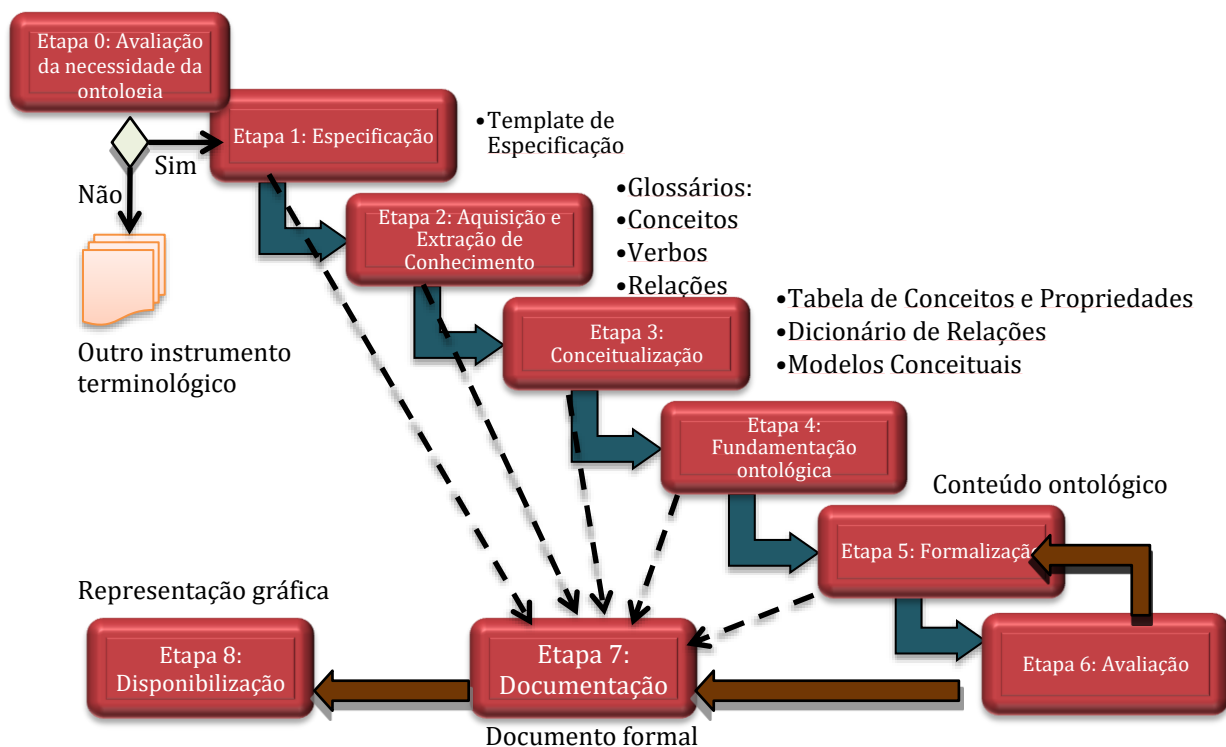 Etapa 0: Avaliação
da necessidade da
ontologia
Etapa 1: Especificação
•Template de
Especificação
Sim
Não
Outro instrumento
terminológico
Etapa 2: Aquisição e
Extração de
Conhecimento
•Glossários:
•Conceitos
•Verbos
•Relações
Etapa 3:
Conceitualização
•Tabela de Conceitos e Propriedades
•Dicionário de Relações
•Modelos Conceituais
Etapa 4:
Fundamentação
ontológica
Conteúdo ontológico
Etapa 5: Formalizaçã
Etapa 6: Avaliação
Etapa 7:
Documentação
Documento formal
Representação gráfica
Etapa 8:
Disponibilização